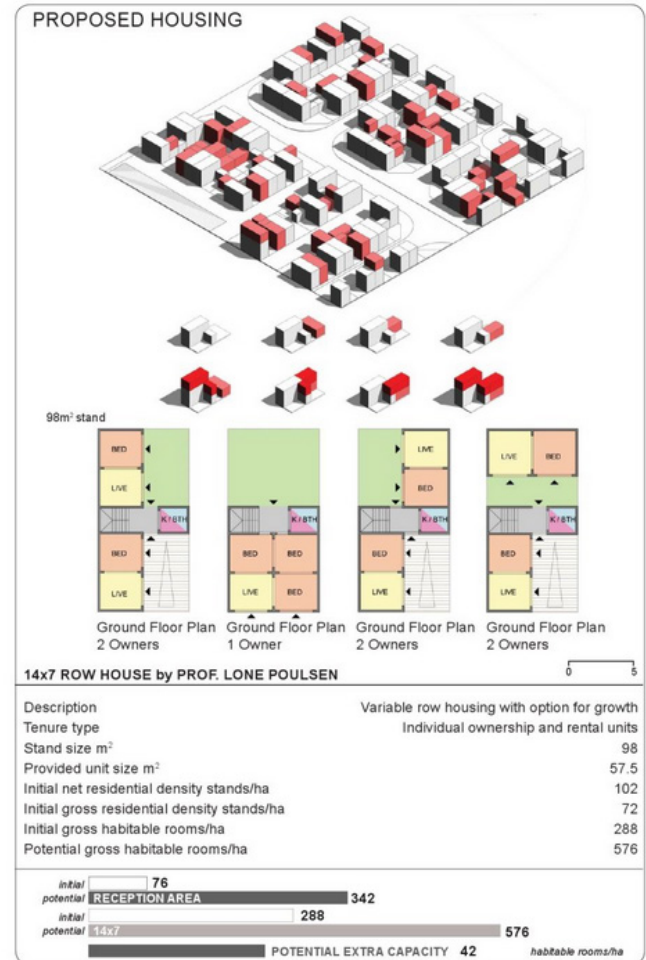 PROPOSED HOUSING
98m² stand
BED
LIVE
K / BTH
BED
LIVE
Ground Floor Plan
2 Owners
K / BTH
BED BED
LIVE BED
Ground Floor Plan
1 Owner
LIVE
BED
K / BTH
BED
LIVE
Ground Floor Plan
2 Owners
LIVE BED
K / BTH
BED
LIVE
Ground Floor Plan
2 Owners
14x7 ROW HOUSE by PROF. LONE POULSEN
0 5
Description Variable row housing with option for growth
Tenure type Individual ownership and rental units
Stand size m² 98
Provided unit size m² 57.5
Initial net residential density stands/ha 102
Initial gross residential density stands/ha 72
Initial gross habitable rooms/ha 288
Potential gross habitable rooms/ha 576
initial 76
potential RECEPTION AREA 342
initial 288
potential 14x7 576
POTENTIAL EXTRA CAPACITY 42 habitable rooms/ha